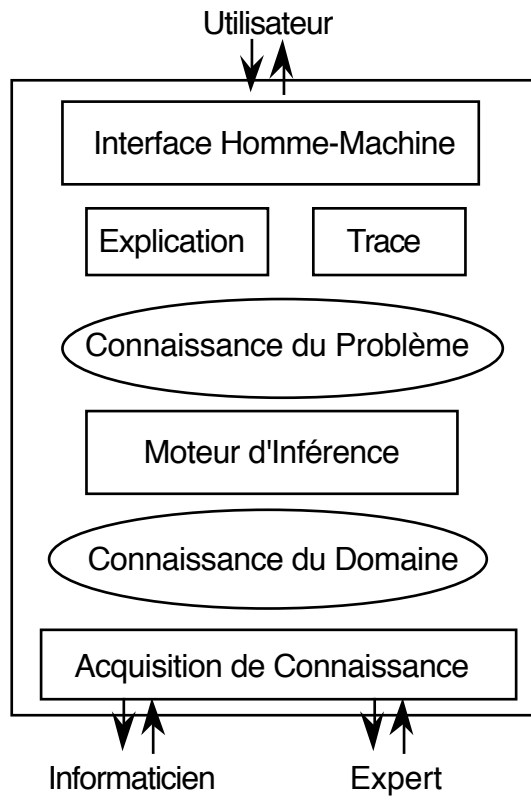 Utilisateur
Interface Homme-Machine
Explication
Trace
Connaissance du Problème
Moteur d'Inférence
Connaissance du Domaine
Acquisition de Connaissance
Informaticien
Expert